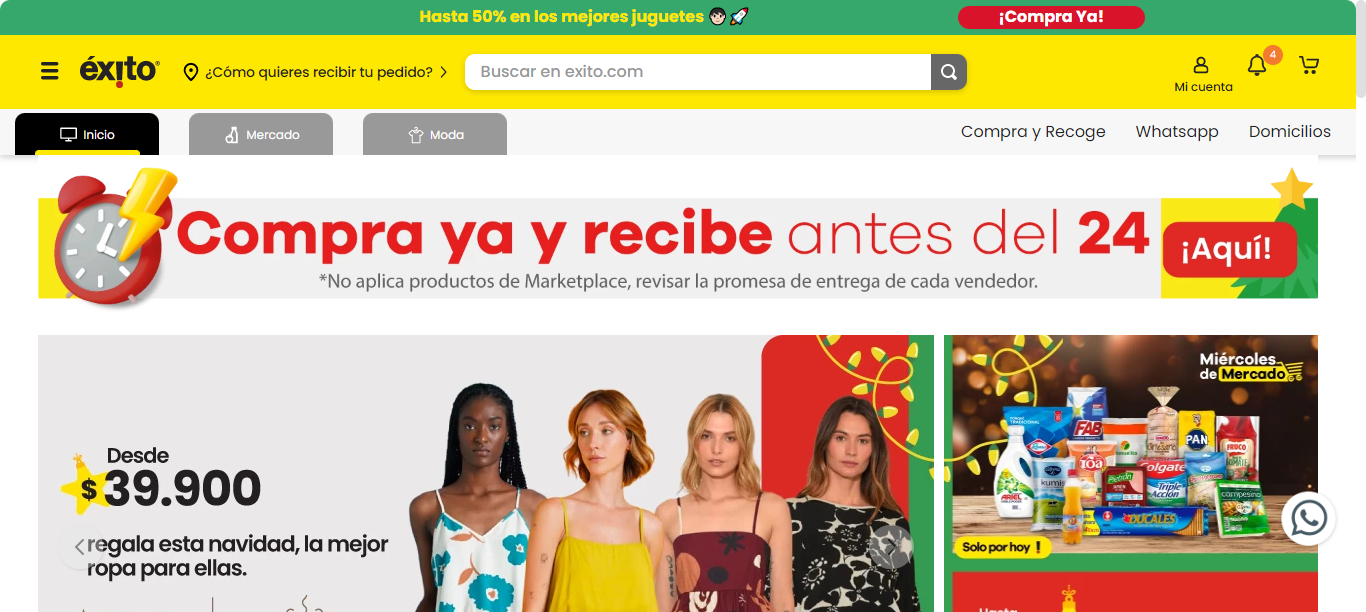 Hasta 50% en los mejores juguetes
¡Compra Ya!
éxito
¿Cómo quieres recibir tu pedido?
Buscar en exito.com
4
Mi cuenta
Inicio
Mercado
Moda
Compra y Recoge
Whatsapp
Domicilios
Compra ya y recibe antes del 24
¡Aquí!
*No aplica productos de Marketplace, revisar la promesa de entrega de cada vendedor.
Desde
$39.900
regala esta navidad, la mejor
ropa para ellas.
Miércoles
de Mercado
FAB
PAN
FRUCO
Colgate
Triple
Acción
kumis
ARIEL
campesino
DUCALES
Solo por hoy !
Hasta